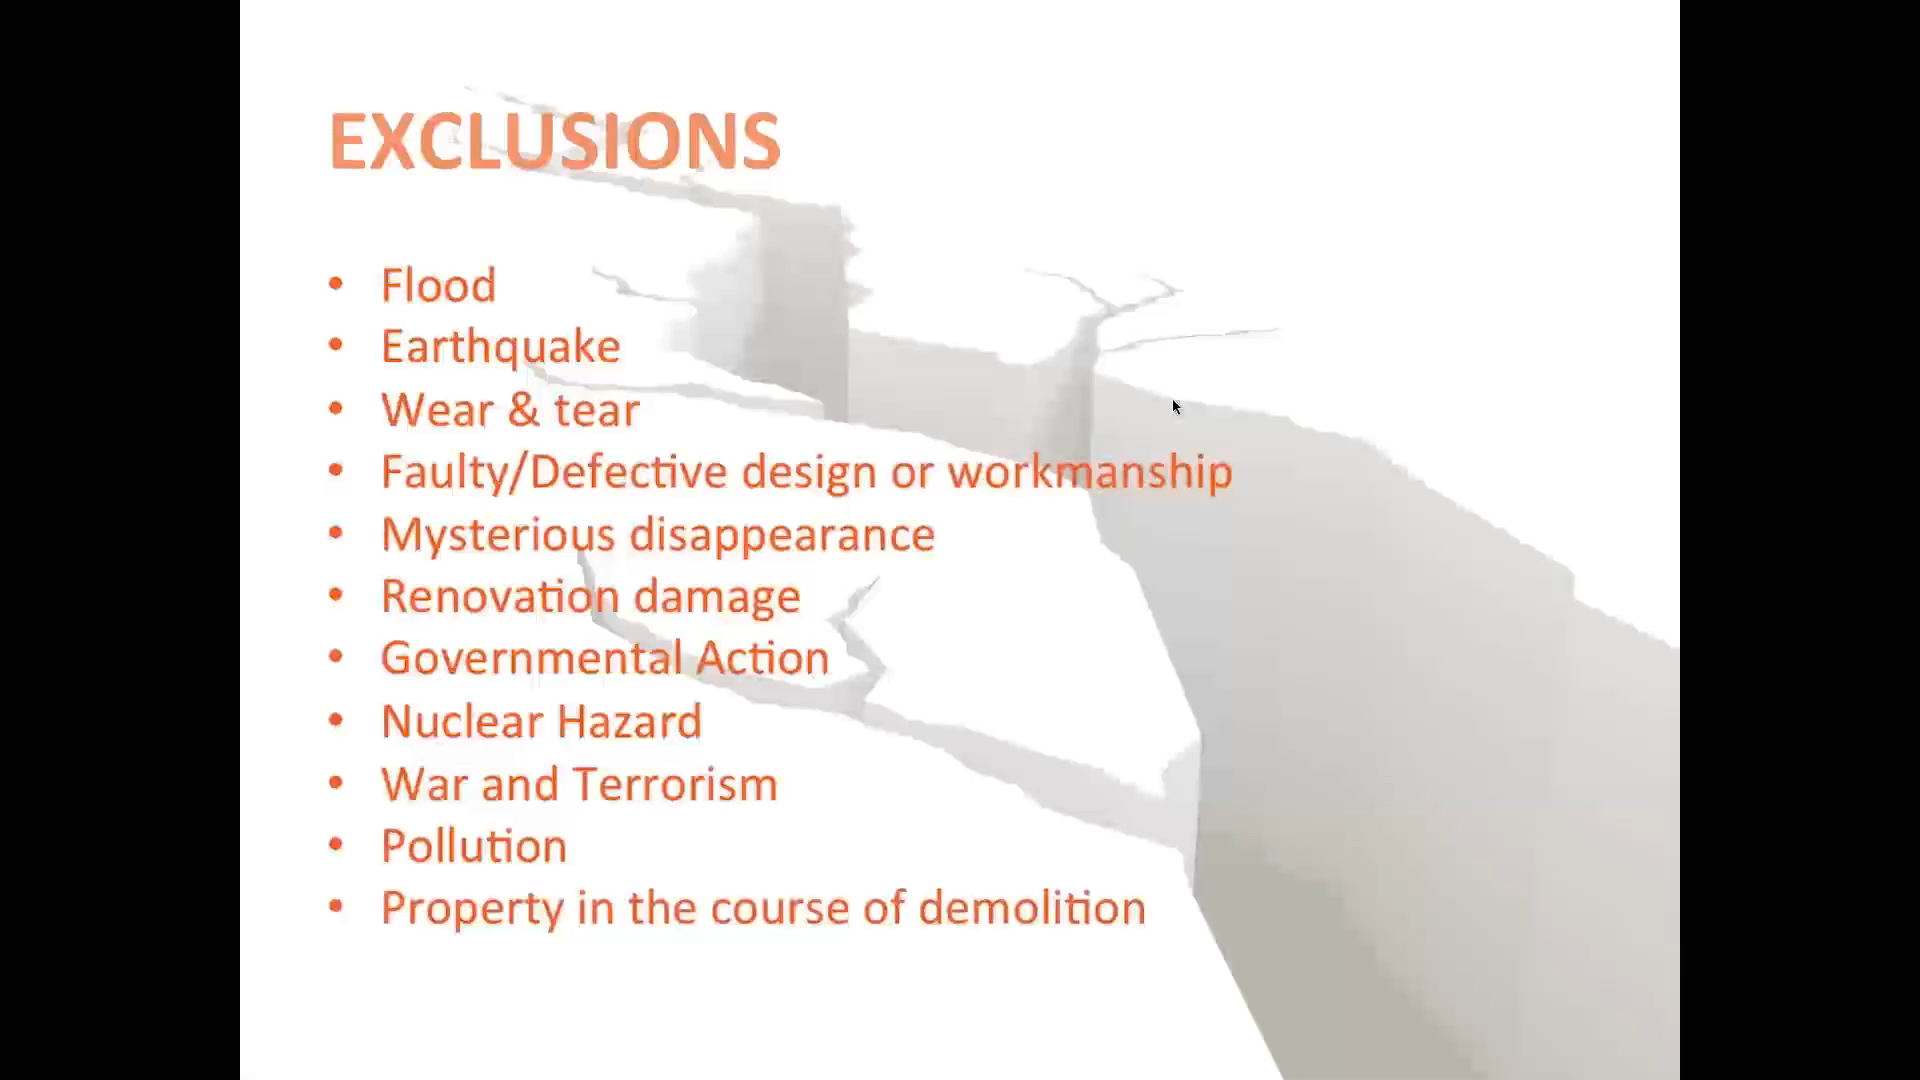 EXCLUSIONS
• Flood
• Earthquake
• Wear & tear
• Faulty/Defective design or workmanship
• Mysterious disappearance
• Renovation damage
• Governmental Action
• Nuclear Hazard
• War and Terrorism
• Pollution
• Property in the course of demolition